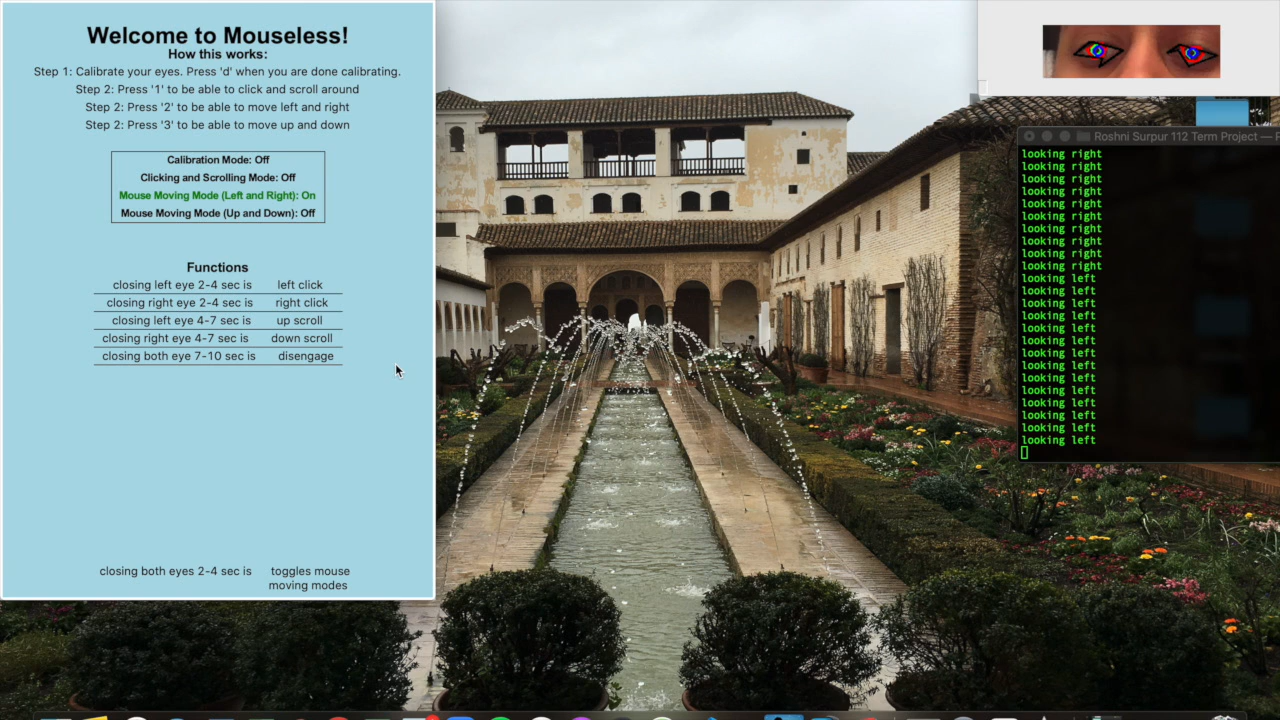 Welcome to Mouseless!
How this works:
Step 1: Calibrate your eyes. Press 'd' when you are done calibrating.
Step 2: Press '1' to be able to click and scroll around
Step 2: Press '2' to be able to move left and right
Step 2: Press '3' to be able to move up and down
Calibration Mode: Off
Clicking and Scrolling Mode: Off
Mouse Moving Mode (Left and Right): On
Mouse Moving Mode (Up and Down): Off
Functions
closing left eye 2-4 sec is left click
closing right eye 2-4 sec is right click
closing left eye 4-7 sec is up scroll
closing right eye 4-7 sec is down scroll
closing both eye 7-10 sec is disengage
closing both eyes 2-4 sec is toggles mouse
moving modes
Roshni Surpur 112 Term Project —
looking right
looking right
looking right
looking right
looking right
looking right
looking right
looking right
looking right
looking right
looking left
looking left
looking left
looking left
looking left
looking left
looking left
looking left
looking left
looking left
looking left
looking left
looking left
looking left